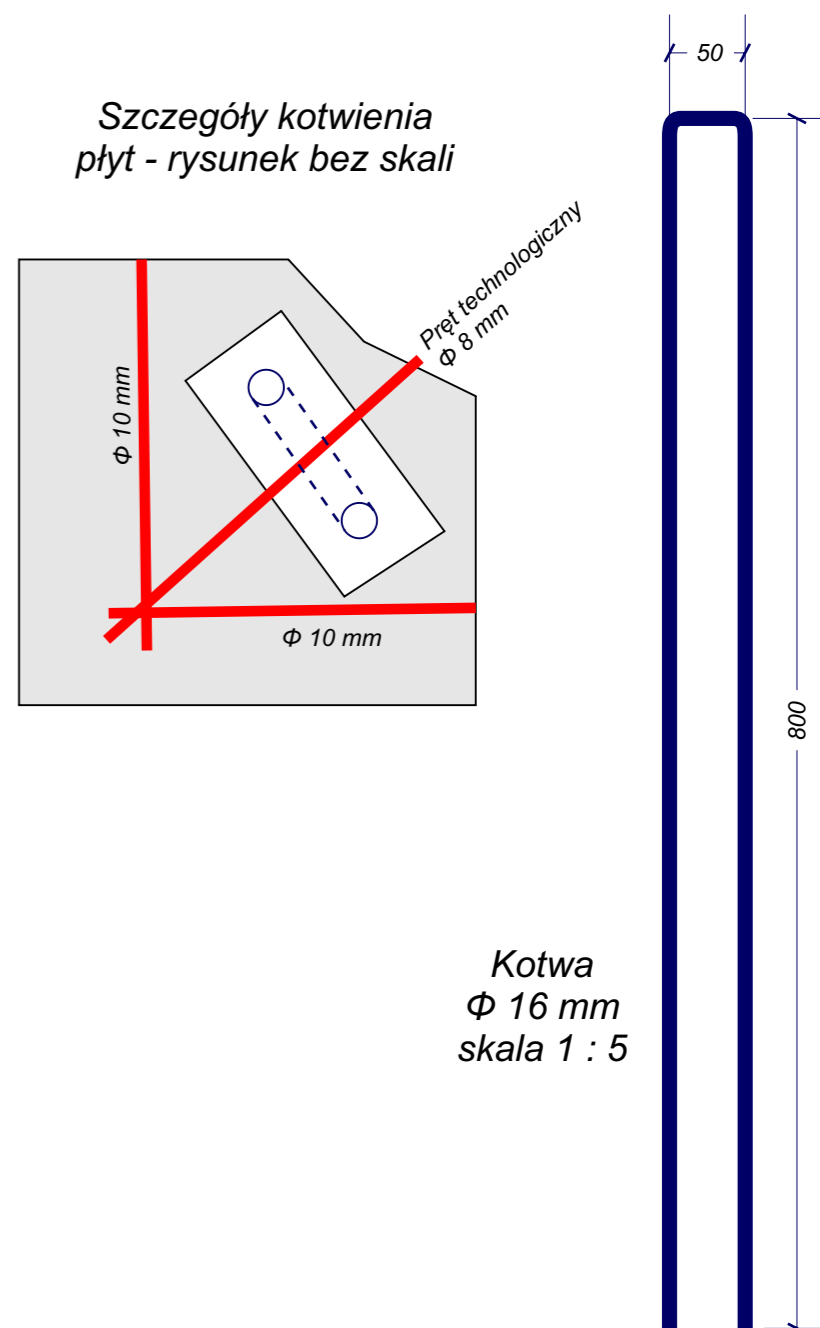 50
Szczegóły kotwienia
płyt - rysunek bez skali
Pręt technologiczny
Φ 8 mm
Φ 10 mm
Φ 10 mm
800
Kotwa
Φ 16 mm
skala 1 : 5